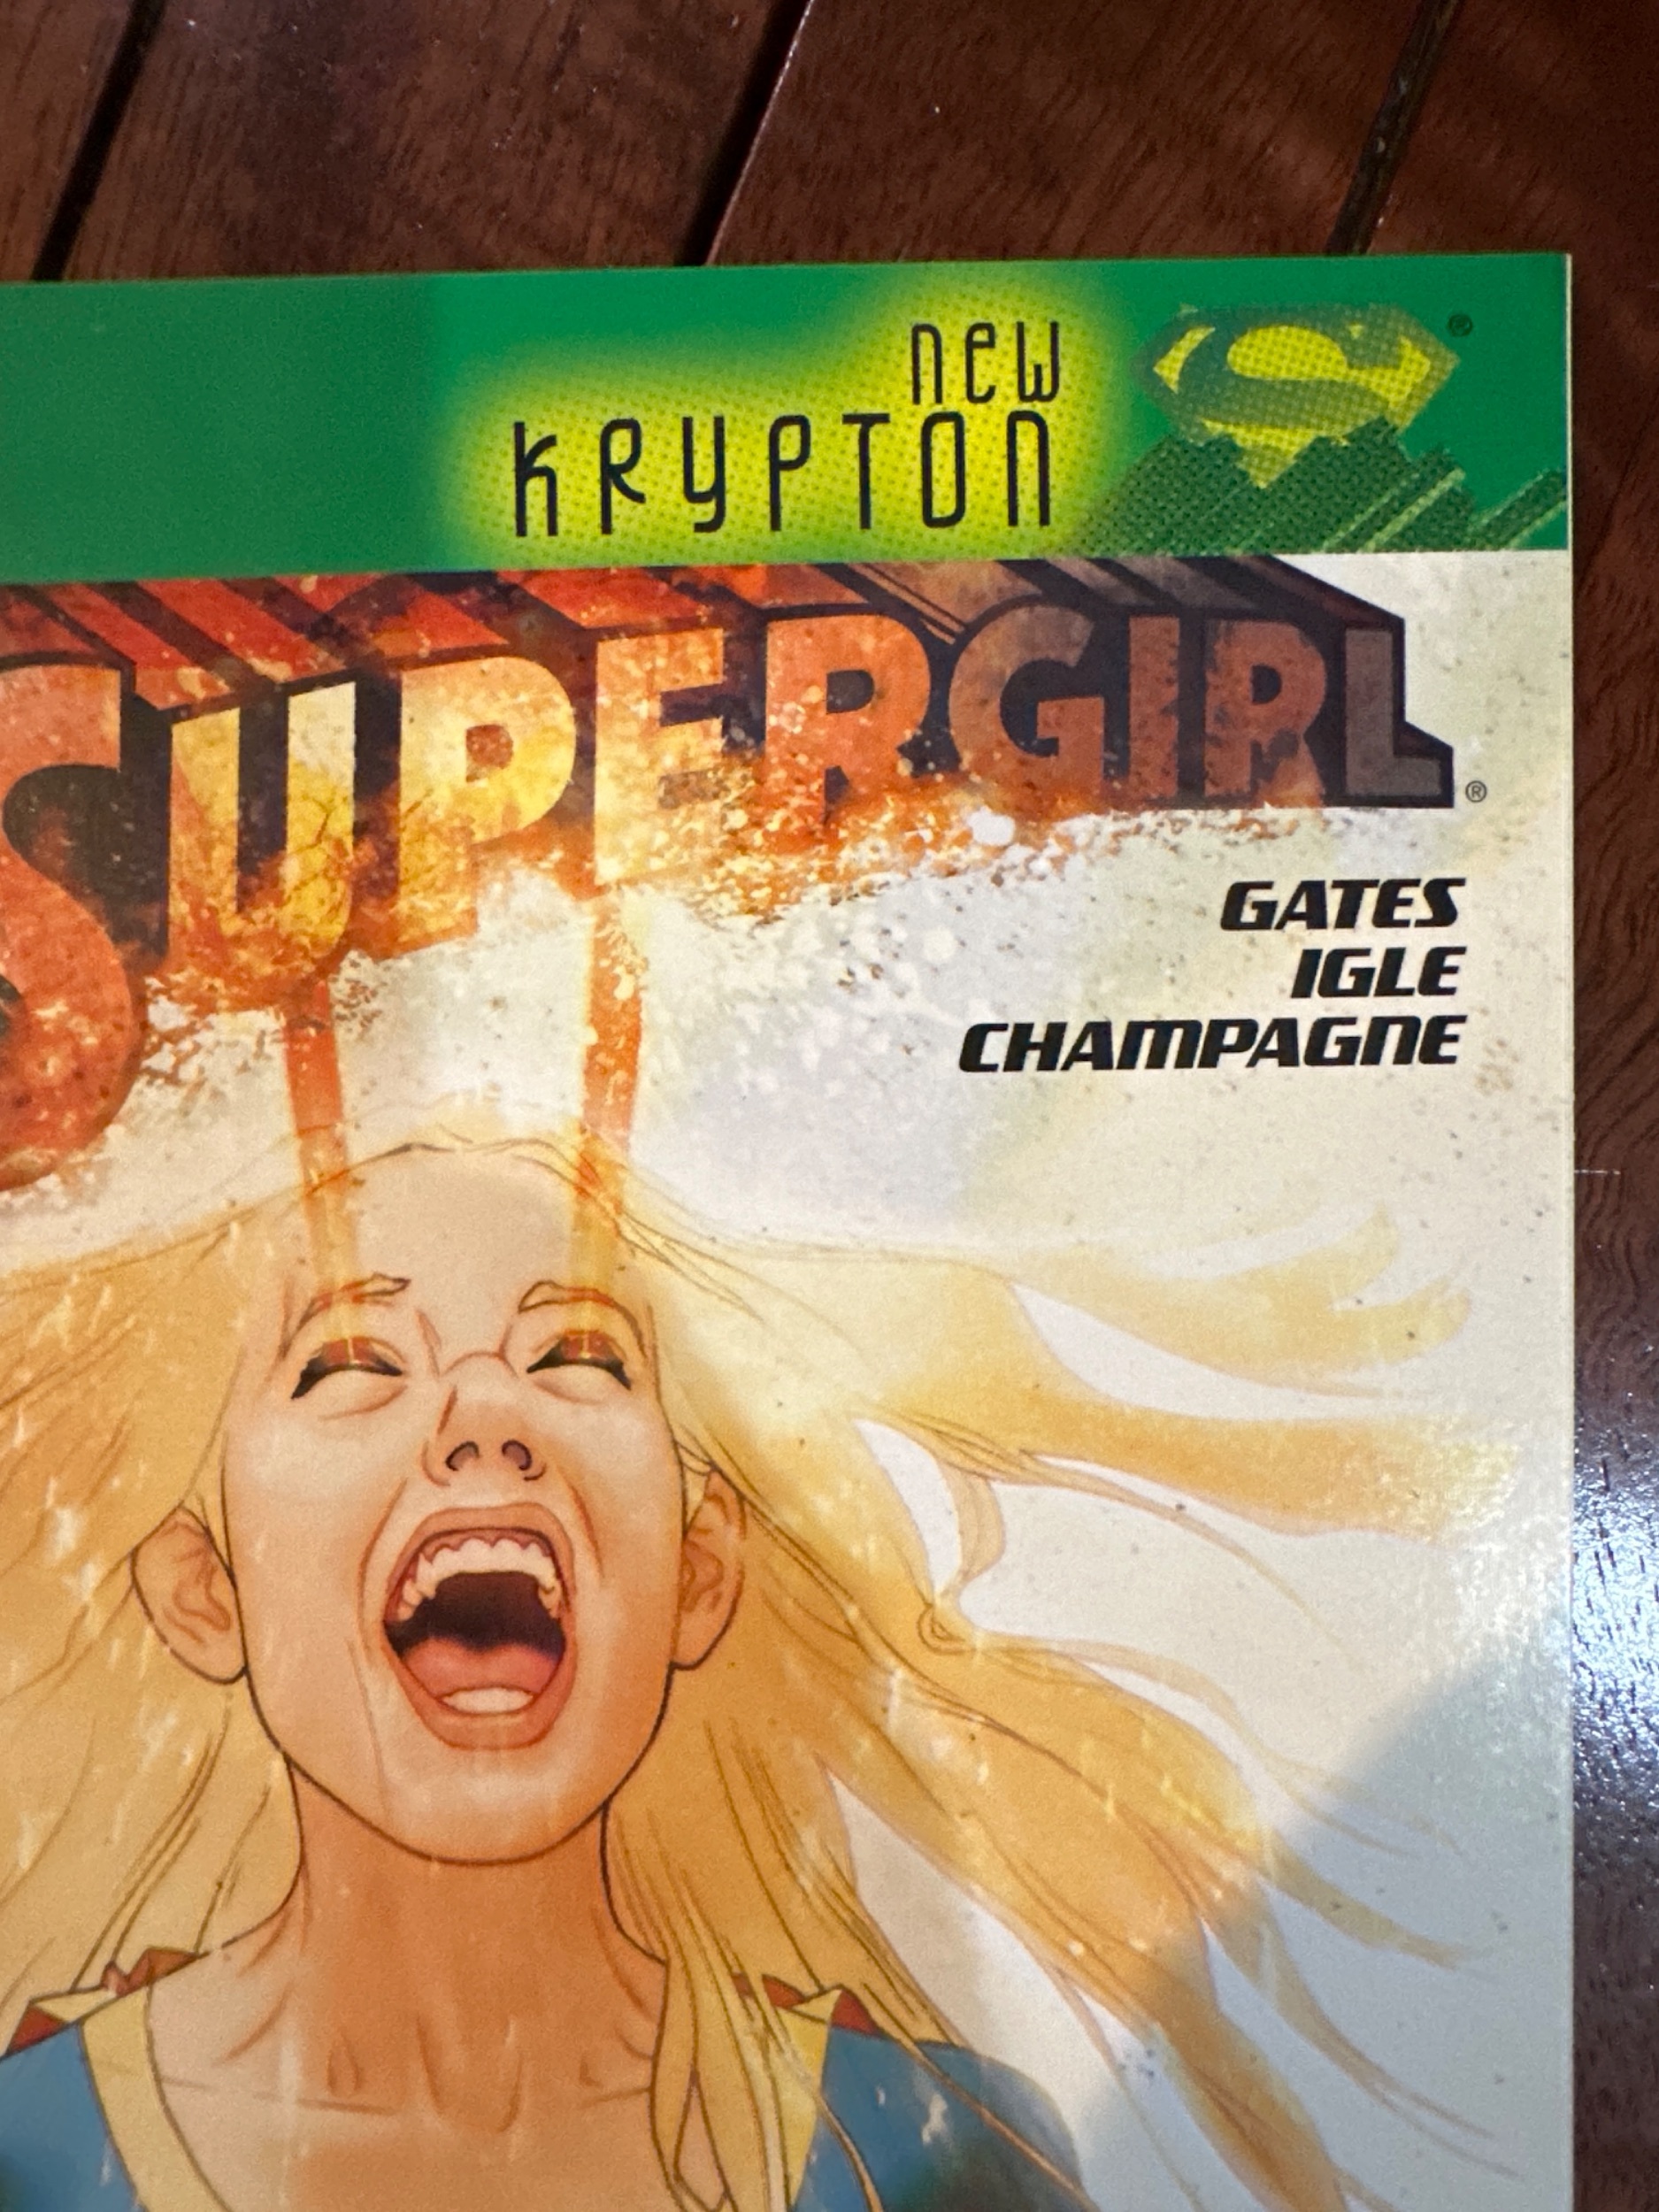 new
KRYPTON
S
®
SUPERGIRL
®
GATES
IGLE
CHAMPAGNE